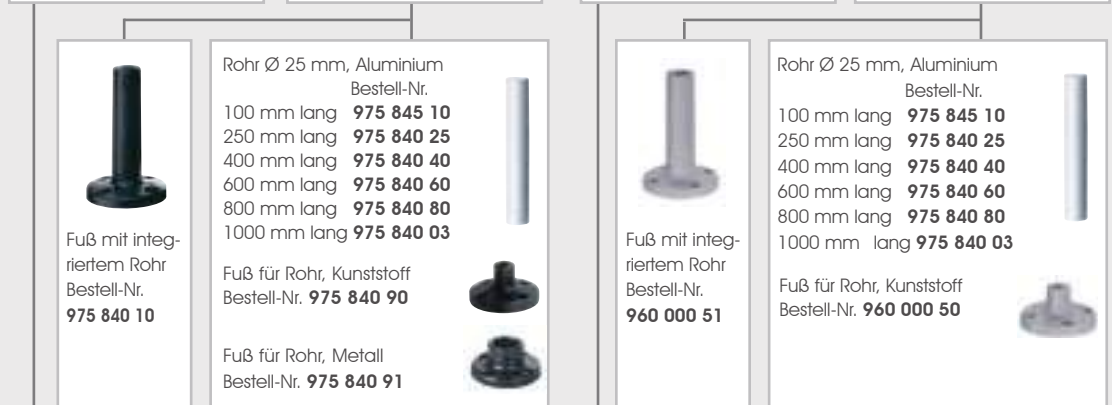 Fuß mit integ-
riertem Rohr
Bestell-Nr.
975 840 10
Rohr Ø 25 mm, Aluminium
Bestell-Nr.
100 mm lang 975 845 10
250 mm lang 975 840 25
400 mm lang 975 840 40
600 mm lang 975 840 60
800 mm lang 975 840 80
1000 mm lang 975 840 03
Fuß für Rohr, Kunststoff
Bestell-Nr. 975 840 90
Fuß für Rohr, Metall
Bestell-Nr. 975 840 91
Fuß mit integ-
riertem Rohr
Bestell-Nr.
960 000 51
Rohr Ø 25 mm, Aluminium
Bestell-Nr.
100 mm lang 975 845 10
250 mm lang 975 840 25
400 mm lang 975 840 40
600 mm lang 975 840 60
800 mm lang 975 840 80
1000 mm lang 975 840 03
Fuß für Rohr, Kunststoff
Bestell-Nr. 960 000 50